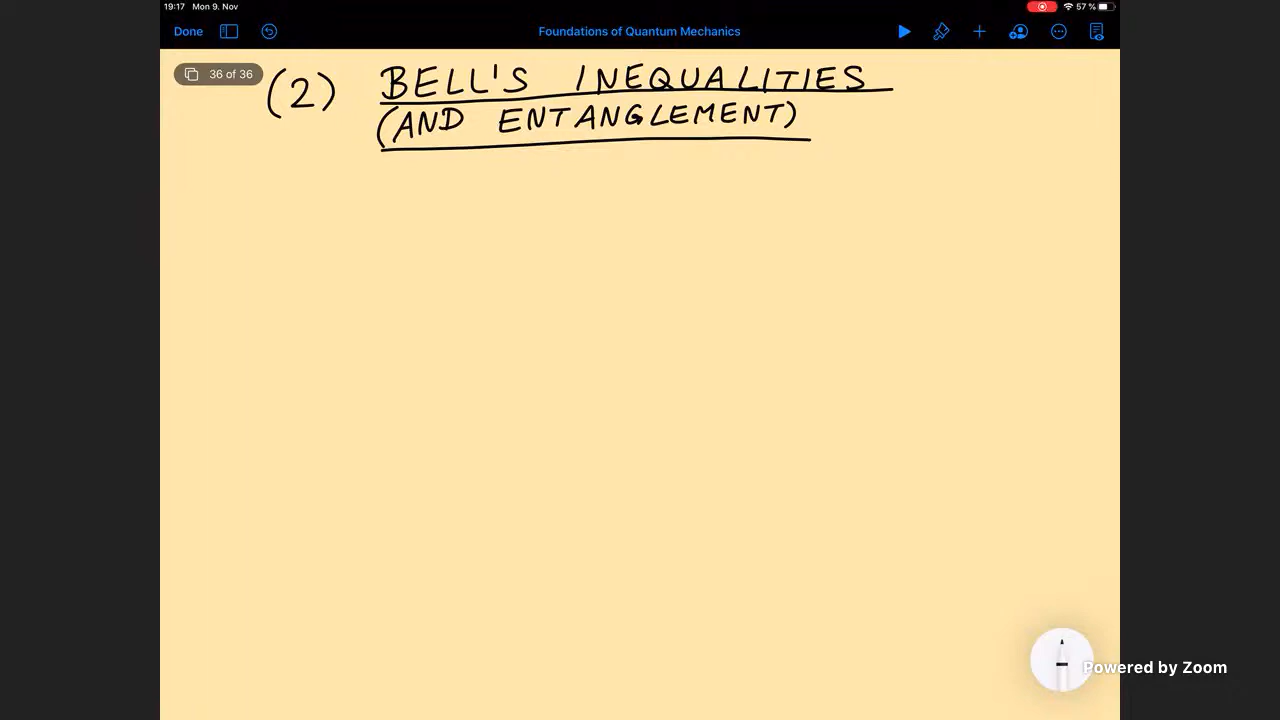 19:17 Mon 9. Nov
57 %
Done
Foundations of Quantum Mechanics
36 of 36
(2) BELL'S INEQUALITIES
(AND ENTANGLEMENT)
Powered by Zoom